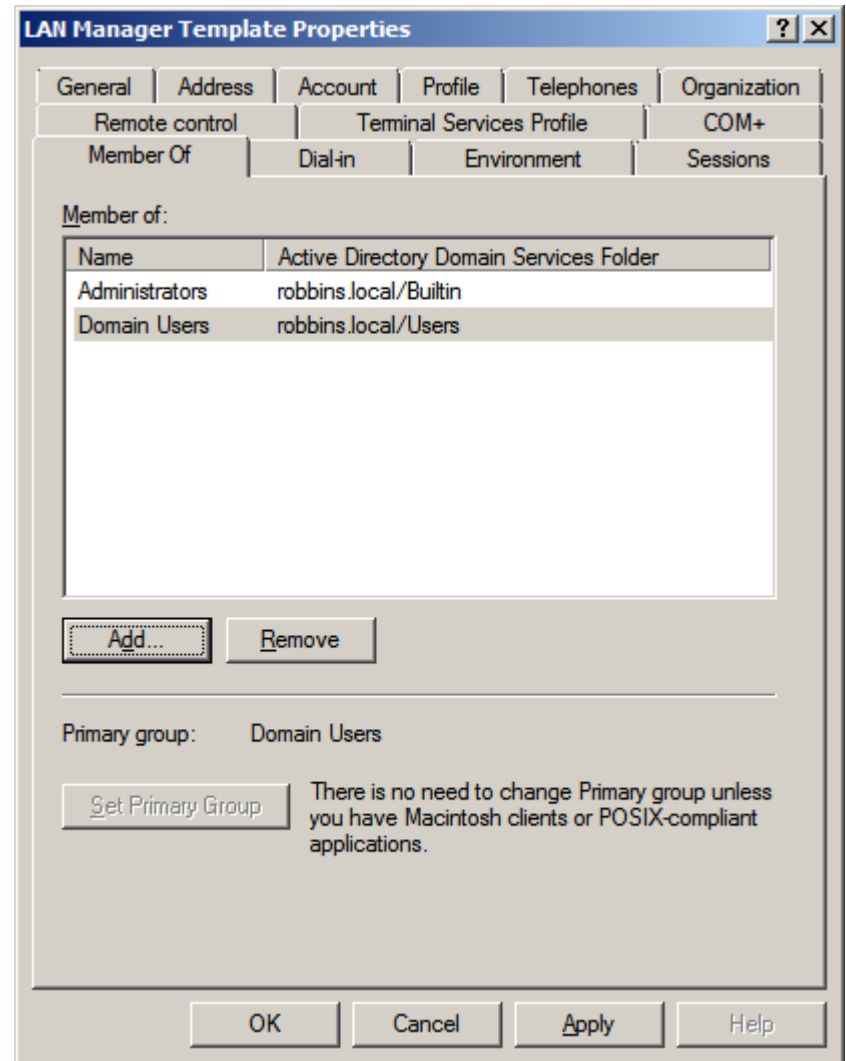 LAN Manager Template Properties
General Address Account Profile Telephones Organization
Remote control Terminal Services Profile COM+
Member Of Dial-in Environment Sessions
Member of:
Name Active Directory Domain Services Folder
Administrators robbins.local/Builtin
Domain Users robbins.local/Users
Add... Remove
Primary group: Domain Users
Set Primary Group
There is no need to change Primary group unless
you have Macintosh clients or POSIX-compliant
applications.
OK Cancel Apply Help